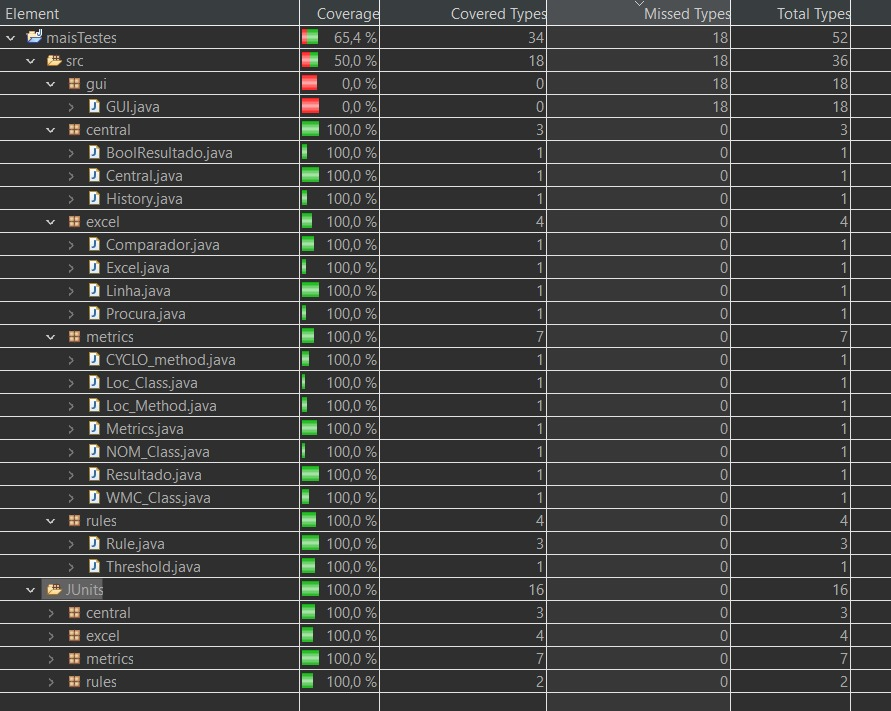 Element Coverage Covered Types Missed Types Total Types
maisTestes 65,4 % 34 18 52
src 50,0 % 18 18 36
gui 0,0 % 0 18 18
GUI.java 0,0 % 0 18 18
central 100,0 % 3 0 3
BoolResultado.java 100,0 % 1 0 1
Central.java 100,0 % 1 0 1
History.java 100,0 % 1 0 1
excel 100,0 % 4 0 4
Comparador.java 100,0 % 1 0 1
Excel.java 100,0 % 1 0 1
Linha.java 100,0 % 1 0 1
Procura.java 100,0 % 1 0 1
metrics 100,0 % 7 0 7
CYCLO_method.java 100,0 % 1 0 1
Loc_Class.java 100,0 % 1 0 1
Loc_Method.java 100,0 % 1 0 1
Metrics.java 100,0 % 1 0 1
NOM_Class.java 100,0 % 1 0 1
Resultado.java 100,0 % 1 0 1
WMC_Class.java 100,0 % 1 0 1
rules 100,0 % 4 0 4
Rule.java 100,0 % 3 0 3
Threshold.java 100,0 % 1 0 1
JUnits 100,0 % 16 0 16
central 100,0 % 3 0 3
excel 100,0 % 4 0 4
metrics 100,0 % 7 0 7
rules 100,0 % 2 0 2